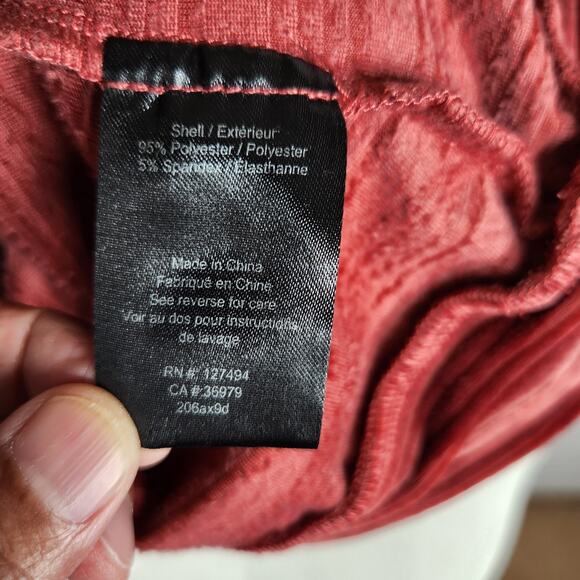 Shell / Extérieur
95% Polyester / Polyester
5% Spandex / Élasthanne
Made in China
Fabriqué en Chine
See reverse for care
Voir au dos pour instructions
de lavage
RN #: 127494
CA #:36979
206ax9d